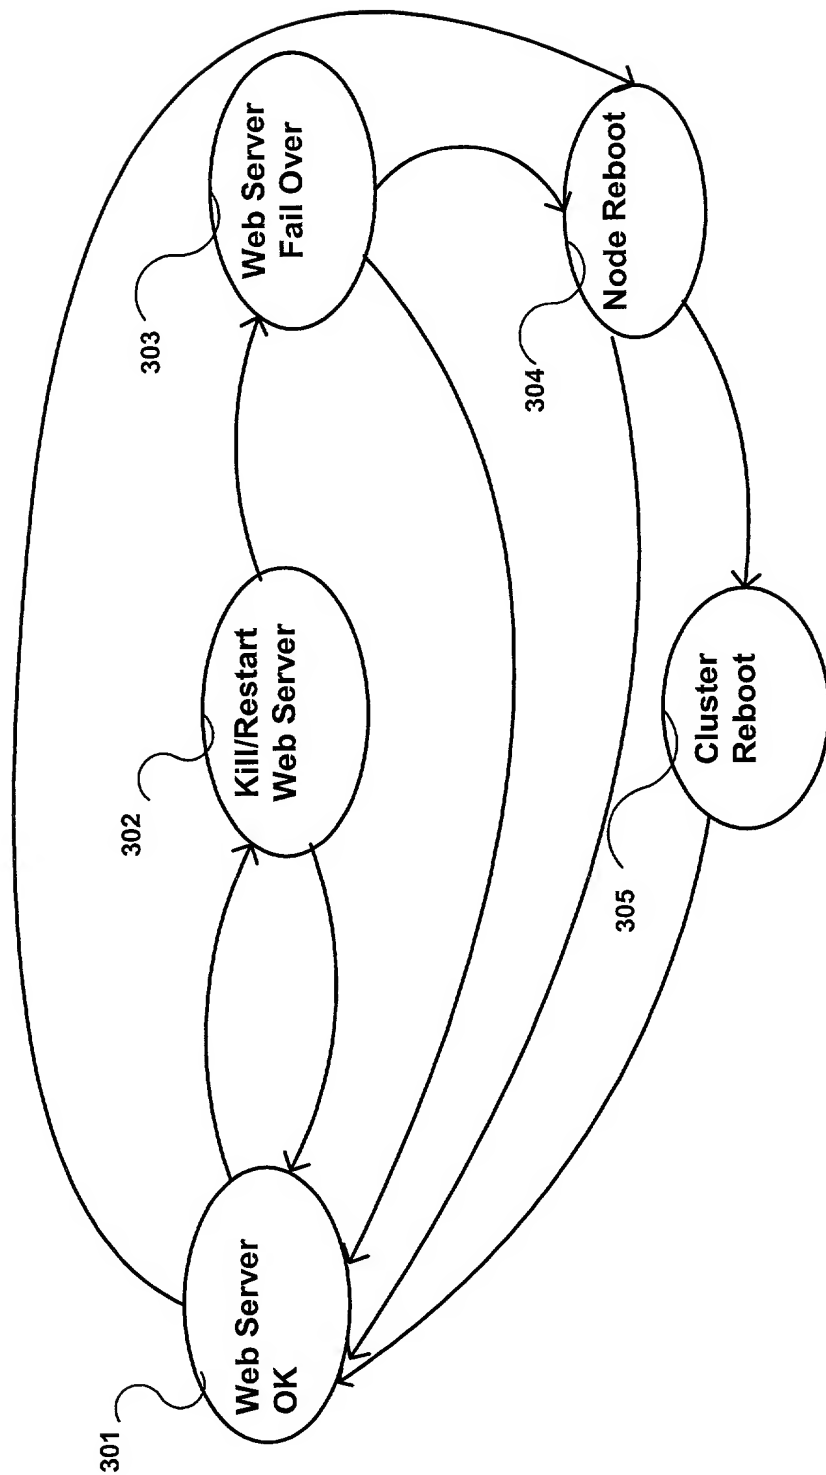 301
Web Server
OK
302
Kill/Restart
Web Server
303
Web Server
Fail Over
304
Node Reboot
305
Cluster
Reboot